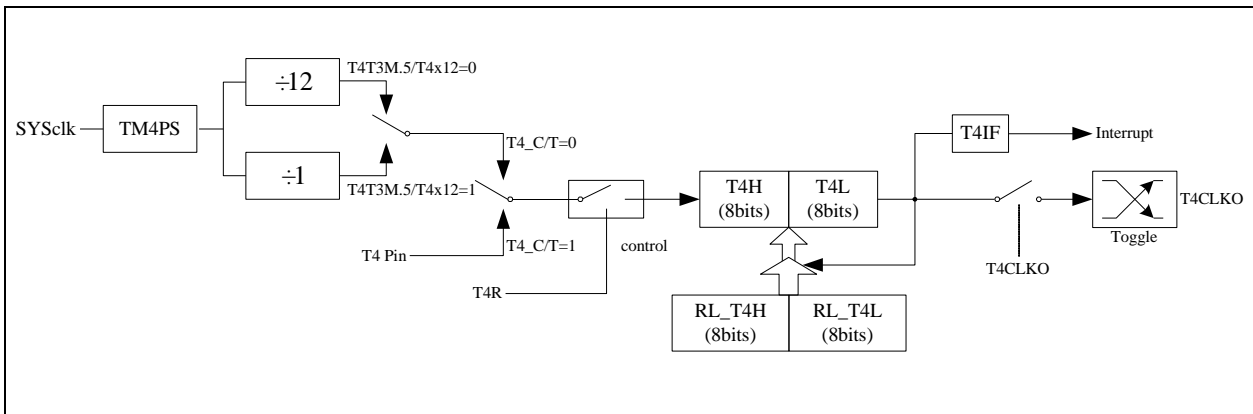 ÷12
T4T3M.5/T4x12=0
SYSclk
TM4PS
T4_C/T=0
÷1
T4T3M.5/T4x12=1
T4 Pin
T4_C/T=1
T4R
control
T4H
(8bits)
T4L
(8bits)
T4IF
Interrupt
T4CLKO
Toggle
T4CLKO
RL_T4H
(8bits)
RL_T4L
(8bits)